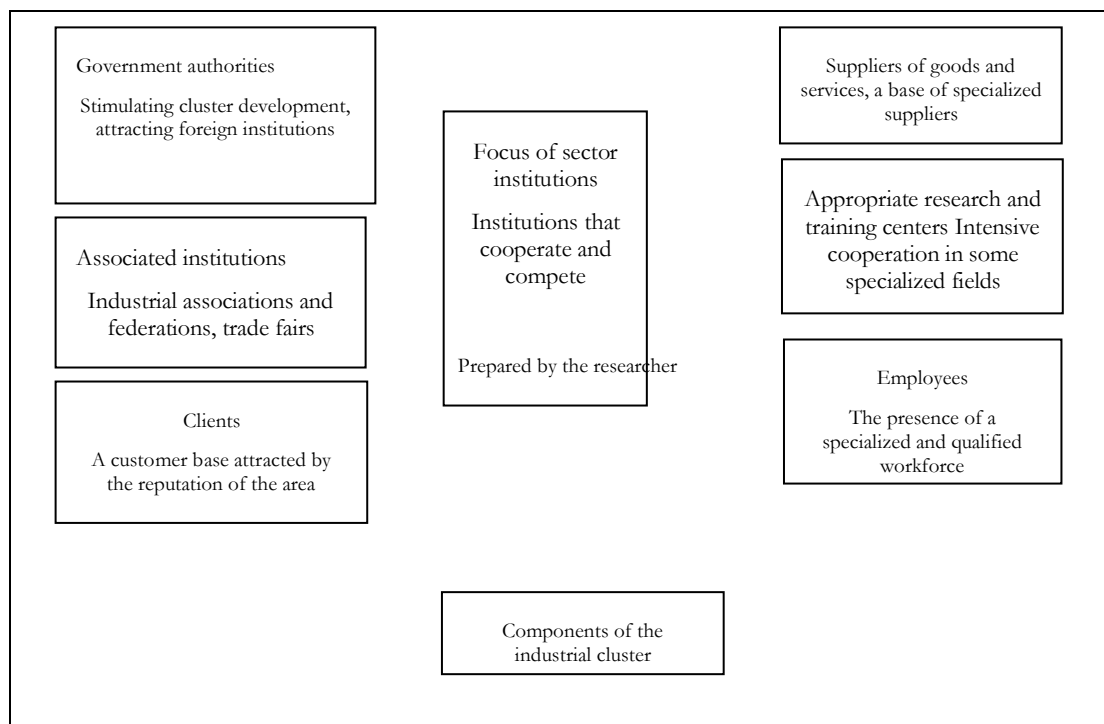 Government authorities
Stimulating cluster development,
attracting foreign institutions
Associated institutions
Industrial associations and
federations, trade fairs
Clients
A customer base attracted by
the reputation of the area
Focus of sector
institutions
Institutions that
cooperate and
compete
Prepared by the researcher
Suppliers of goods and
services, a base of specialized
suppliers
Appropriate research and
training centers Intensive
cooperation in some
specialized fields
Employees
The presence of a
specialized and qualified
workforce
Components of the
industrial cluster